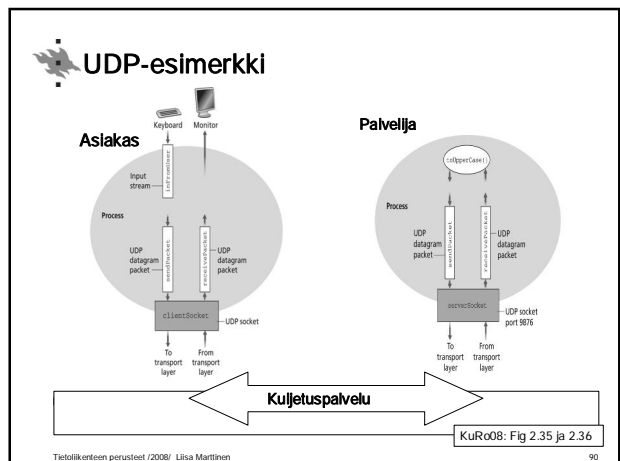 UDP-esimerkki
Asiakas
Keyboard
Monitor
inFromUser
Input
stream
Process
UDP
datagram
packet
sendPacket
receivePacket
UDP
datagram
packet
clientSocket
UDP socket
To
transport
layer
From
transport
layer
Palvelija
toUpperCase()
Process
UDP
datagram
packet
sendPacket
receivePacket
UDP
datagram
packet
serverSocket
UDP socket
port 9876
To
transport
layer
From
transport
layer
Kuljetuspalvelu
KuRo08: Fig 2.35 ja 2.36
Tietoliikenteen perusteet /2008/ Liisa Marttinen
90